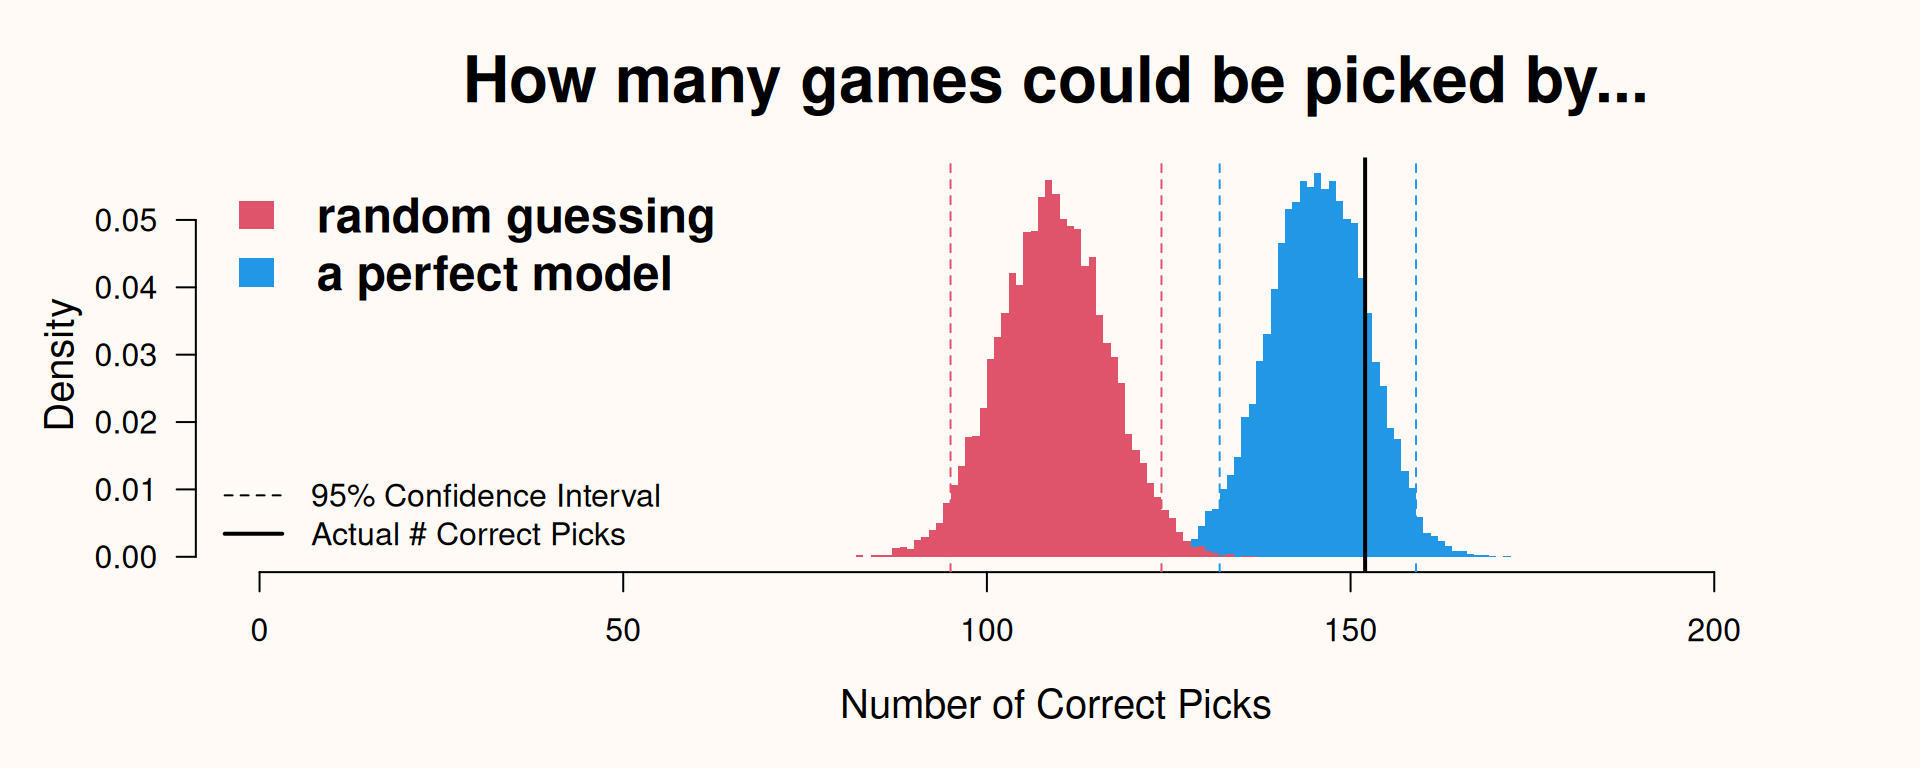 How many games could be picked by...
random guessing
a perfect model
0.05
0.04
0.03
0.02
0.01
0.00
Density
95% Confidence Interval
Actual # Correct Picks
0 50 100 150 200
Number of Correct Picks